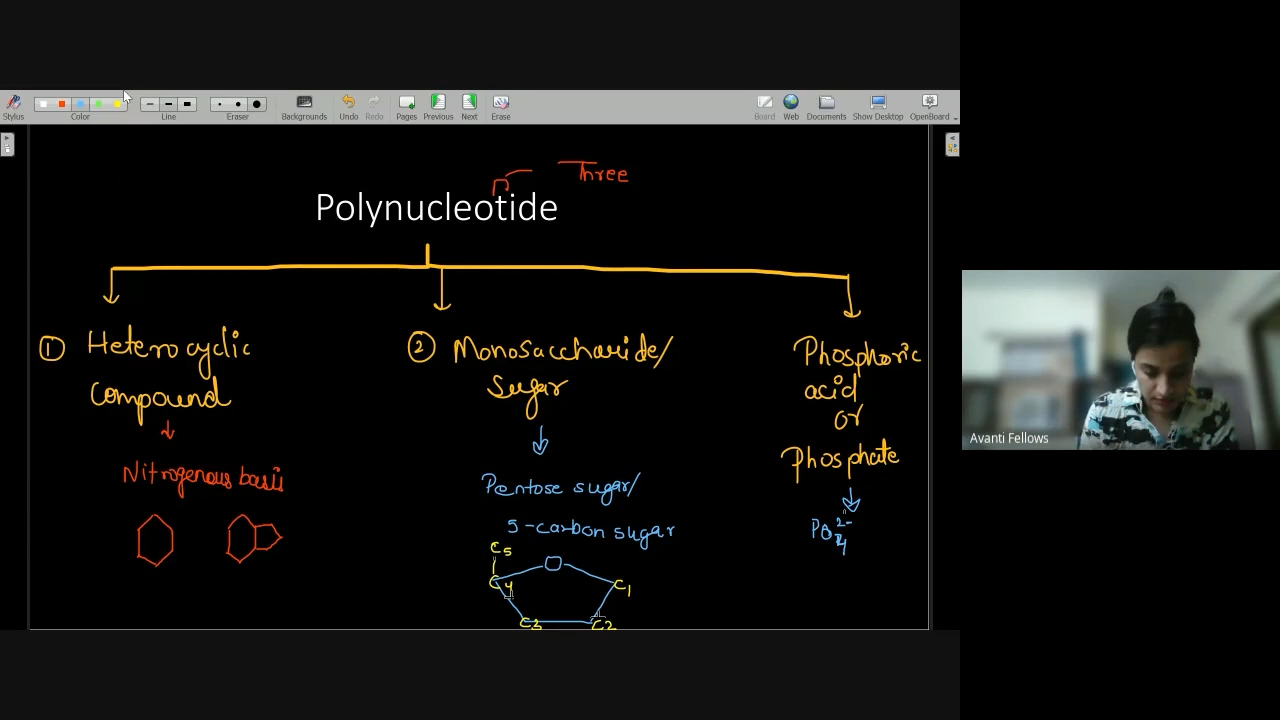 Stylus
Color
Line
Eraser
Backgrounds
Undo
Redo
Pages
Previous
Next
Erase
Board
Web
Documents
Show Desktop
OpenBoard
Three
Polynucleotide
① Heterocyclic
compound
Nitrogenous basis
② Monosaccharide/
Sugar
Pentose sugar/
5-carbon sugar
C5
O
C4
C1
C3
C2
Phosphoric
acid
or
Phosphate
PO4 2-
Avanti Fellows